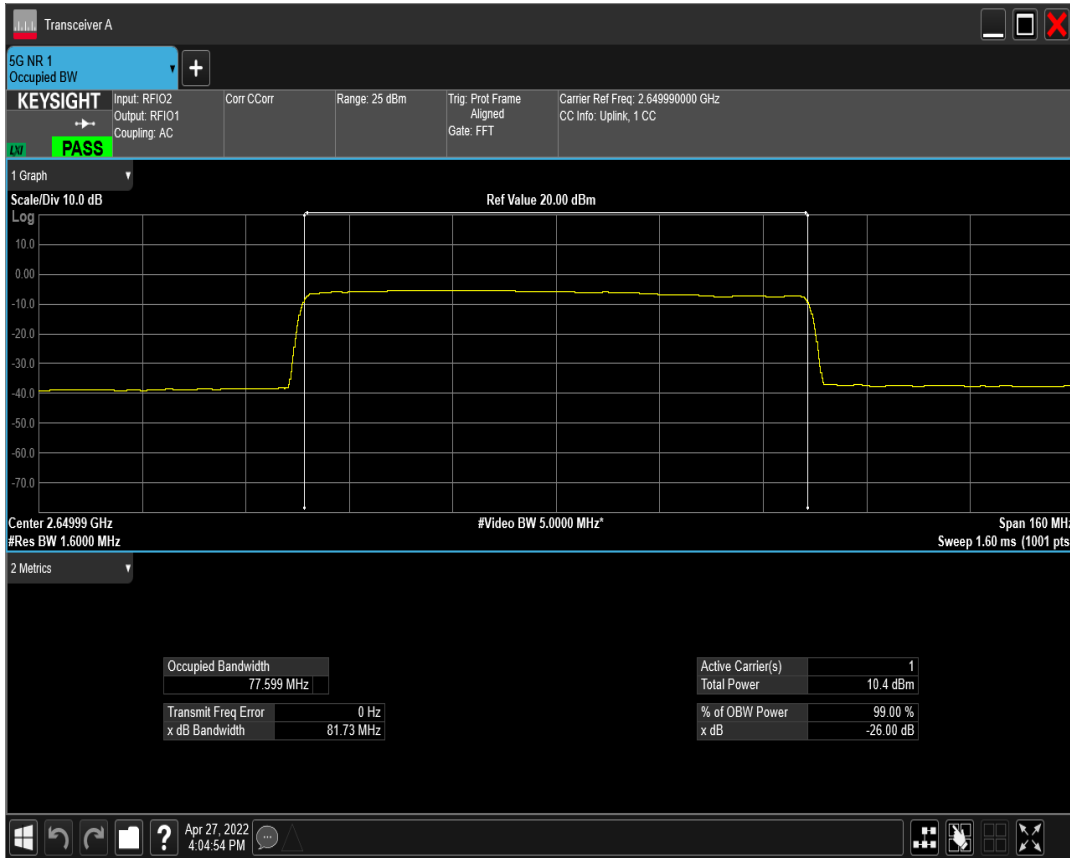 Transceiver A
5G NR 1
Occupied BW
KEYSIGHT
LXI
PASS
Input: RFIO2
Output: RFIO1
Coupling: AC
Corr CCorr
Range: 25 dBm
Trig: Prot Frame
Aligned
Gate: FFT
Carrier Ref Freq: 2.649990000 GHz
CC Info: Uplink, 1 CC
1 Graph
Scale/Div 10.0 dB
Ref Value 20.00 dBm
Log
10.0
0.00
-10.0
-20.0
-30.0
-40.0
-50.0
-60.0
-70.0
Center 2.64999 GHz
#Video BW 5.0000 MHz*
Span 160 MHz
#Res BW 1.6000 MHz
Sweep 1.60 ms (1001 pts
2 Metrics
Occupied Bandwidth
77.599 MHz
Transmit Freq Error 0 Hz
x dB Bandwidth 81.73 MHz
Active Carrier(s) 1
Total Power 10.4 dBm
% of OBW Power 99.00 %
x dB -26.00 dB
?
Apr 27, 2022
4:04:54 PM